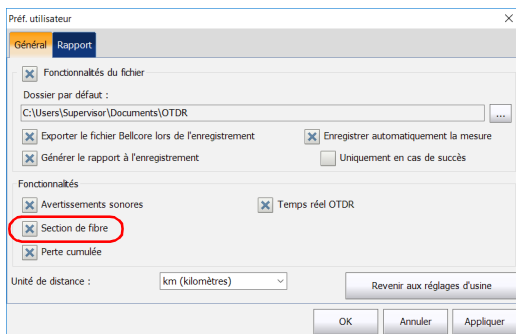 Préf. utilisateur
Général Rapport
Fonctionnalités du fichier
Dossier par défaut :
C:\Users\Supervisor\Documents\OTDR ...
Exporter le fichier Bellcore lors de l'enregistrement Enregistrer automatiquement la mesure
Générer le rapport à l'enregistrement Uniquement en cas de succès
Fonctionnalités
Avertissements sonores Temps réel OTDR
Section de fibre
Perte cumulée
Unité de distance : km (kilomètres) Revenir aux réglages d'usine
OK Annuler Appliquer